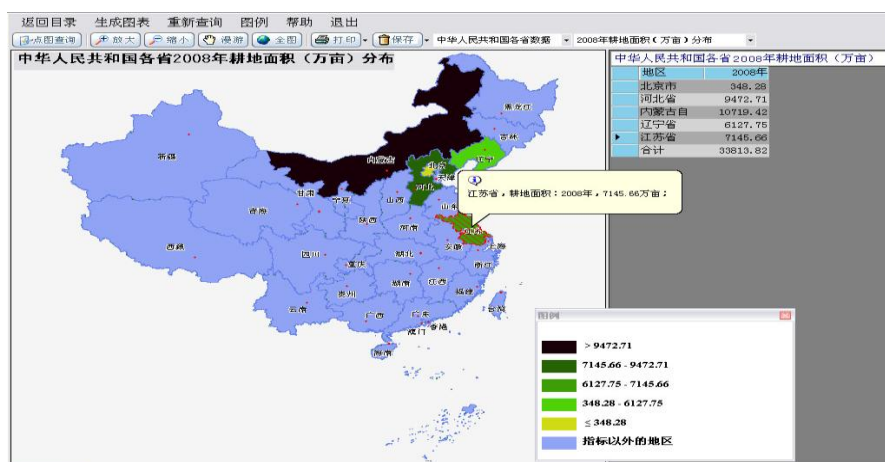 返回目录 生成图表 重新查询 图例 帮助 退出
点图查询 放大 缩小 漫游 全图 打印 保存 中华人民共和国各省数据 2008年耕地面积(万亩)分布
中华人民共和国各省2008年耕地面积（万亩）分布
中华人民共和国各省2008年耕地面积（万亩）
地区 2008年
北京市 348.28
河北省 9472.71
内蒙古自 10719.42
辽宁省 6127.75
江苏省 7145.66
合计 33813.82
黑龙江
吉林
新疆
内蒙古
辽宁
北京
天津
河北
甘肃
宁夏
山西
山东
青海
陕西
河南
江苏
西藏
四川
湖北
安徽
上海
重庆
浙江
湖南
江西
贵州
福建
云南
广西
广东
台湾
香港
澳门
海南
江苏省，耕地面积：2008年，7145.66万亩；
图例
> 9472.71
7145.66 - 9472.71
6127.75 - 7145.66
348.28 - 6127.75
≤ 348.28
指标以外的地区